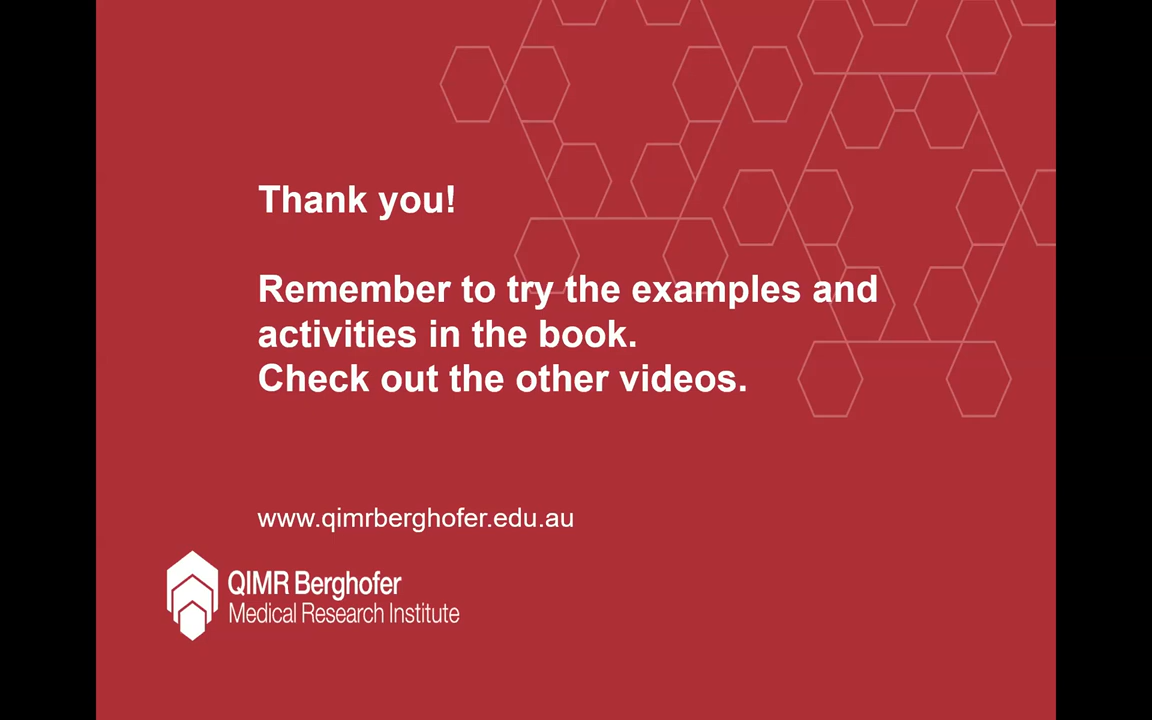 Thank you!
Remember to try the examples and
activities in the book.
Check out the other videos.
www.qimrberghofer.edu.au
QIMR Berghofer
Medical Research Institute